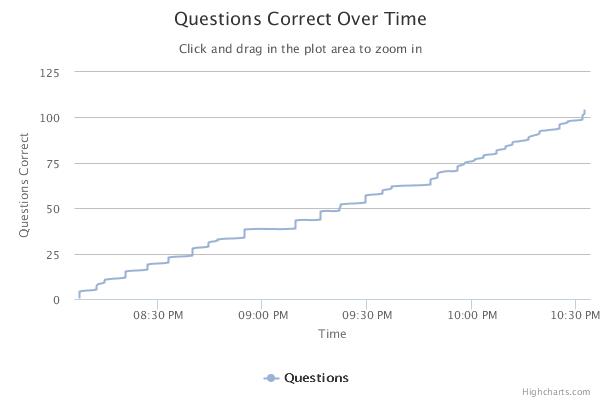 Questions Correct Over Time
Click and drag in the plot area to zoom in
125
100
75
50
25
0
Questions Correct
08:30 PM
09:00 PM
09:30 PM
10:00 PM
10:30 PM
Time
Questions
Highcharts.com